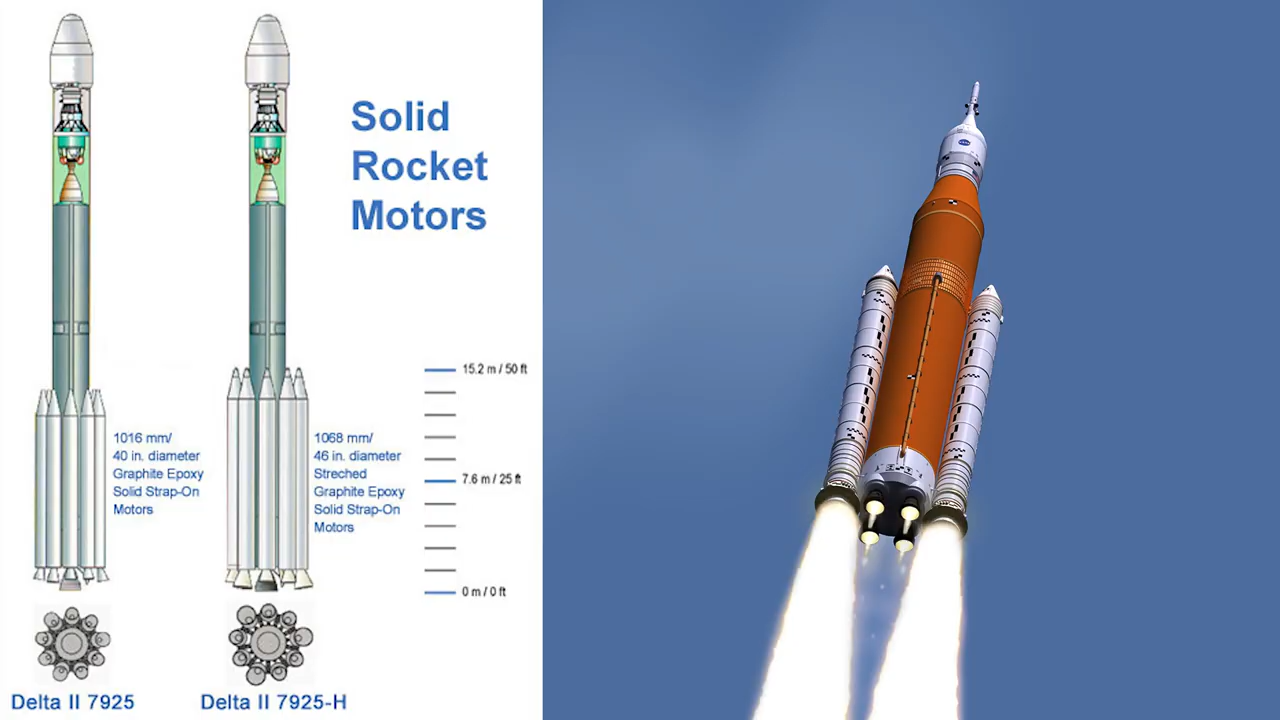 Solid
Rocket
Motors
1016 mm/
40 in. diameter
Graphite Epoxy
Solid Strap-On
Motors
1068 mm/
46 in. diameter
Streched
Graphite Epoxy
Solid Strap-On
Motors
15.2 m / 50 ft
7.6 m / 25 ft
0 m / 0 ft
Delta II 7925
Delta II 7925-H